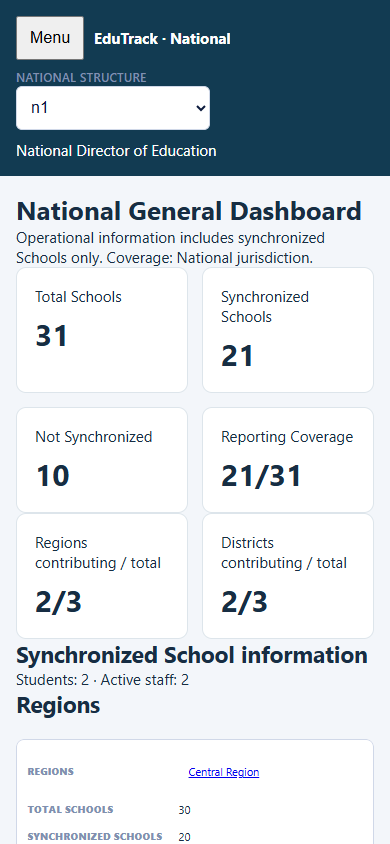 Menu
EduTrack · National
NATIONAL STRUCTURE
n1
National Director of Education
National General Dashboard
Operational information includes synchronized
Schools only. Coverage: National jurisdiction.
Total Schools
31
Synchronized
Schools
21
Not Synchronized
10
Reporting Coverage
21/31
Regions
contributing / total
2/3
Districts
contributing / total
2/3
Synchronized School information
Students: 2 · Active staff: 2
Regions
REGIONS
Central Region
TOTAL SCHOOLS
30
SYNCHRONIZED SCHOOLS
20